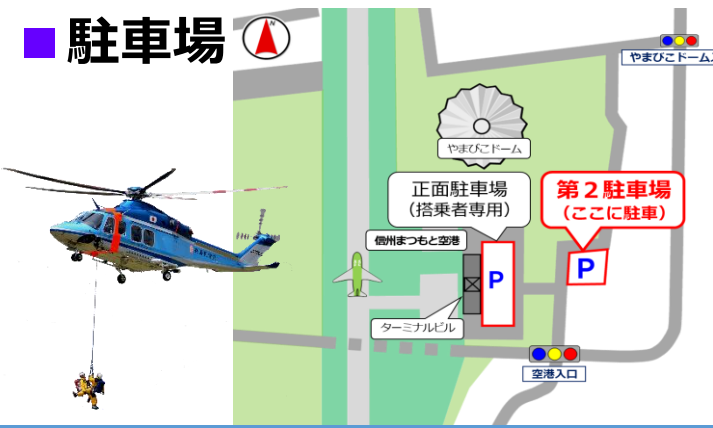 ■駐車場
N
やまびこドーム入
やまびこドーム
正面駐車場
（搭乗者専用）
第２駐車場
（ここに駐車）
信州まつもと空港
P
P
ターミナルビル
空港入口